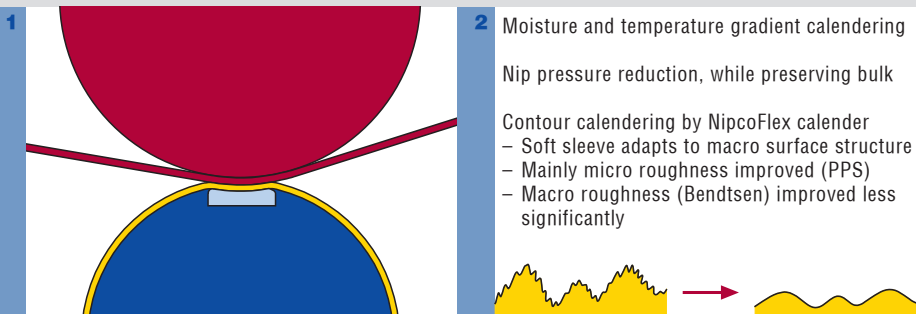 1
2
Moisture and temperature gradient calendering
Nip pressure reduction, while preserving bulk
Contour calendering by NipcoFlex calender
– Soft sleeve adapts to macro surface structure
– Mainly micro roughness improved (PPS)
– Macro roughness (Bendtsen) improved less
significantly